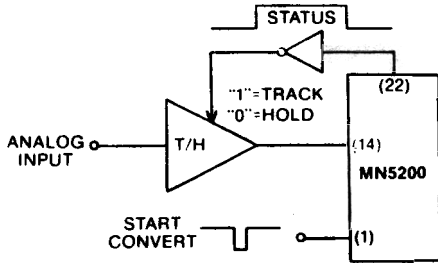 STATUS
(22)
"1"=TRACK
"0"=HOLD
ANALOG
INPUT
T/H
(14)
MN5200
START
CONVERT
(1)